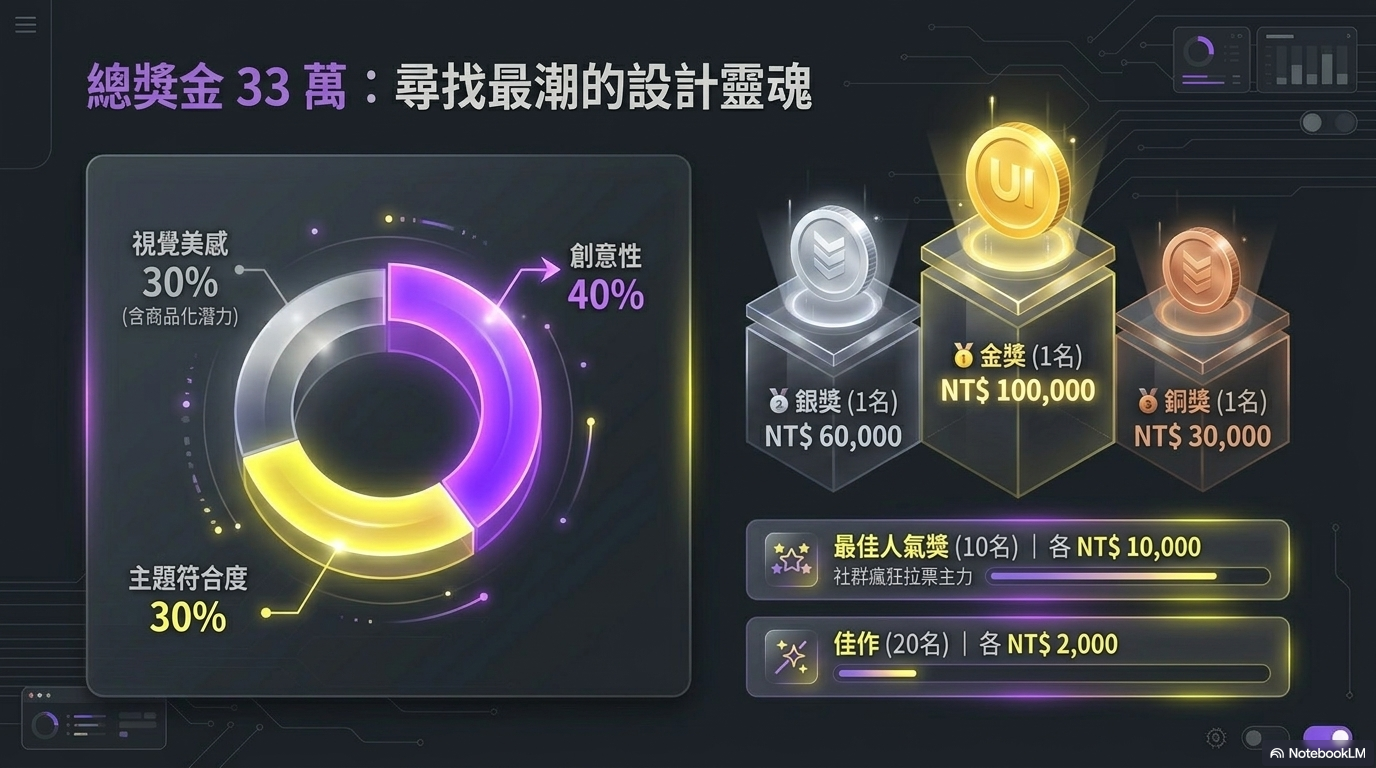 總獎金 33 萬：尋找最潮的設計靈魂
視覺美感
30%
(含商品化潛力)
創意性
40%
主題符合度
30%
UI
2 銀獎 (1名)
NT$ 60,000
1 金獎 (1名)
NT$ 100,000
3 銅獎 (1名)
NT$ 30,000
最佳人氣獎 (10名)｜各 NT$ 10,000
社群瘋狂拉票主力
佳作 (20名)｜各 NT$ 2,000
NotebookLM